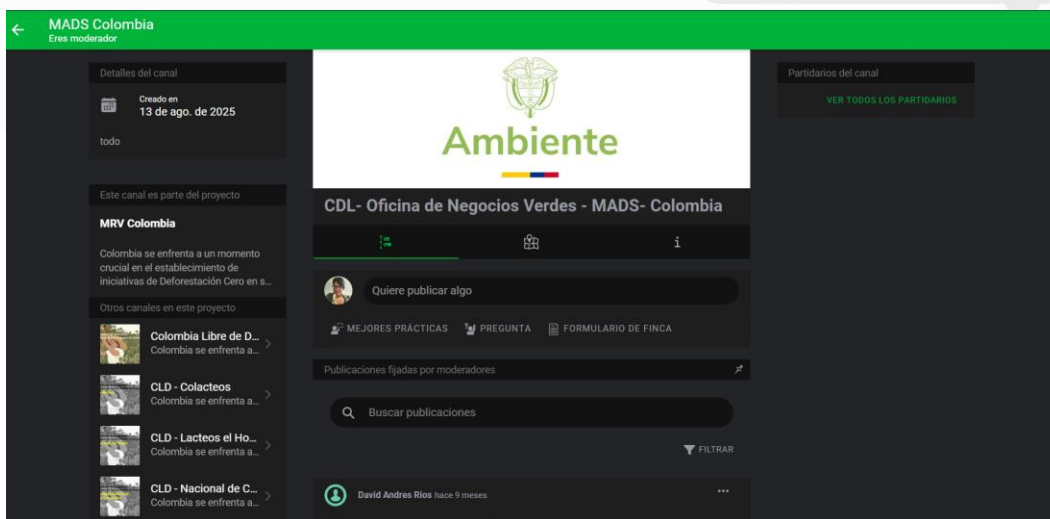 MADS Colombia
Eres moderador
Detalles del canal
Creado en
13 de ago. de 2025
todo
Este canal es parte del proyecto
MRV Colombia
Colombia se enfrenta a un momento
crucial en el establecimiento de
iniciativas de Deforestación Cero en s...
Otros canales en este proyecto
Colombia Libre de D...
Colombia se enfrenta a...
CLD - Colacteos
Colombia se enfrenta a...
CLD - Lacteos el Ho...
Colombia se enfrenta a...
CLD - Nacional de C...
Colombia se enfrenta a...
Ambiente
CDL- Oficina de Negocios Verdes - MADS- Colombia
Quiere publicar algo
MEJORES PRÁCTICAS PREGUNTA FORMULARIO DE FINCA
Publicaciones fijadas por moderadores
Buscar publicaciones
FILTRAR
David Andres Rios hace 9 meses
Partidarios del canal
VER TODOS LOS PARTIDARIOS